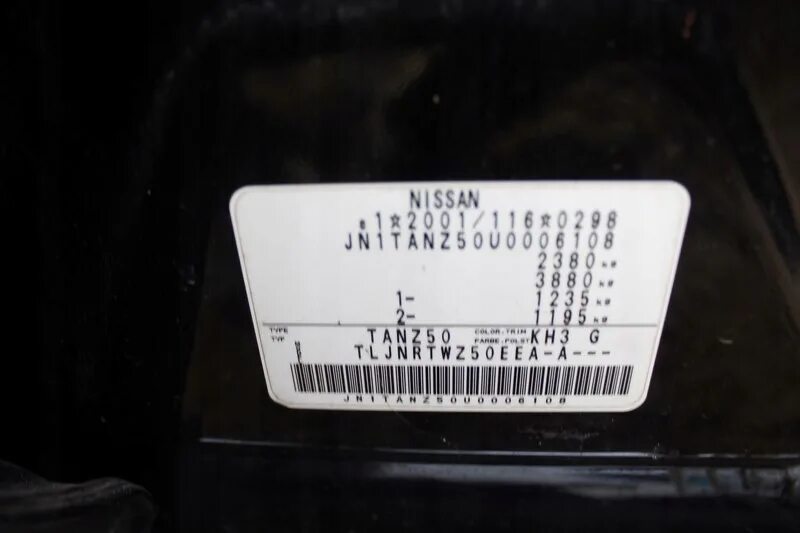 NISSAN
e1☆2001/116☆0298
JN1TANZ50U0006108
2380 kg
3880 kg
1- 1235 kg
2- 1195 kg
TYPE TYP TANZ50 COLOR.TRIM FARBE.POLST KH3 G
TLJNRTWZ50EEA-A---
JN1TANZ50U0006108